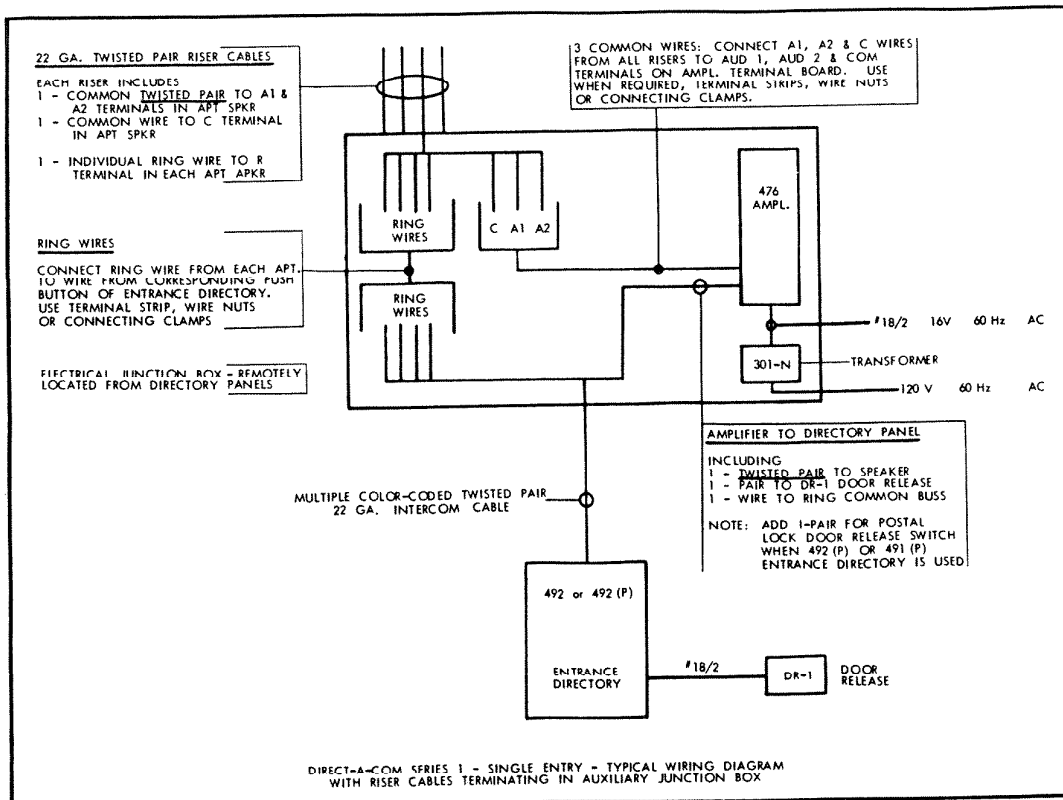 22 GA. TWISTED PAIR RISER CABLES
EACH RISER INCLUDES
1 - COMMON TWISTED PAIR TO A1 &
A2 TERMINALS IN APT SPKR
1 - COMMON WIRE TO C TERMINAL
IN APT SPKR
1 - INDIVIDUAL RING WIRE TO R
TERMINAL IN EACH APT APKR
3 COMMON WIRES: CONNECT A1, A2 & C WIRES
FROM ALL RISERS TO AUD 1, AUD 2 & COM
TERMINALS ON AMPL. TERMINAL BOARD. USE
WHEN REQUIRED, TERMINAL STRIPS, WIRE NUTS
OR CONNECTING CLAMPS.
476
AMPL.
RING
WIRES
C A1 A2
RING WIRES
CONNECT RING WIRE FROM EACH APT.
TO WIRE FROM CORRESPONDING PUSH
BUTTON OF ENTRANCE DIRECTORY.
USE TERMINAL STRIP, WIRE NUTS
OR CONNECTING CLAMPS
RING
WIRES
#18/2 16V 60 Hz AC
301-N
TRANSFORMER
120 V 60 Hz AC
ELECTRICAL JUNCTION BOX - REMOTELY
LOCATED FROM DIRECTORY PANELS
AMPLIFIER TO DIRECTORY PANEL
INCLUDING
1 - TWISTED PAIR TO SPEAKER
1 - PAIR TO DR-1 DOOR RELEASE
1 - WIRE TO RING COMMON BUSS
NOTE: ADD 1-PAIR FOR POSTAL
LOCK DOOR RELEASE SWITCH
WHEN 492 (P) OR 491 (P)
ENTRANCE DIRECTORY IS USED
MULTIPLE COLOR-CODED TWISTED PAIR
22 GA. INTERCOM CABLE
492 or 492 (P)
ENTRANCE
DIRECTORY
#18/2
DR-1
DOOR
RELEASE
DIRECT-A-COM SERIES 1 - SINGLE ENTRY - TYPICAL WIRING DIAGRAM
WITH RISER CABLES TERMINATING IN AUXILIARY JUNCTION BOX